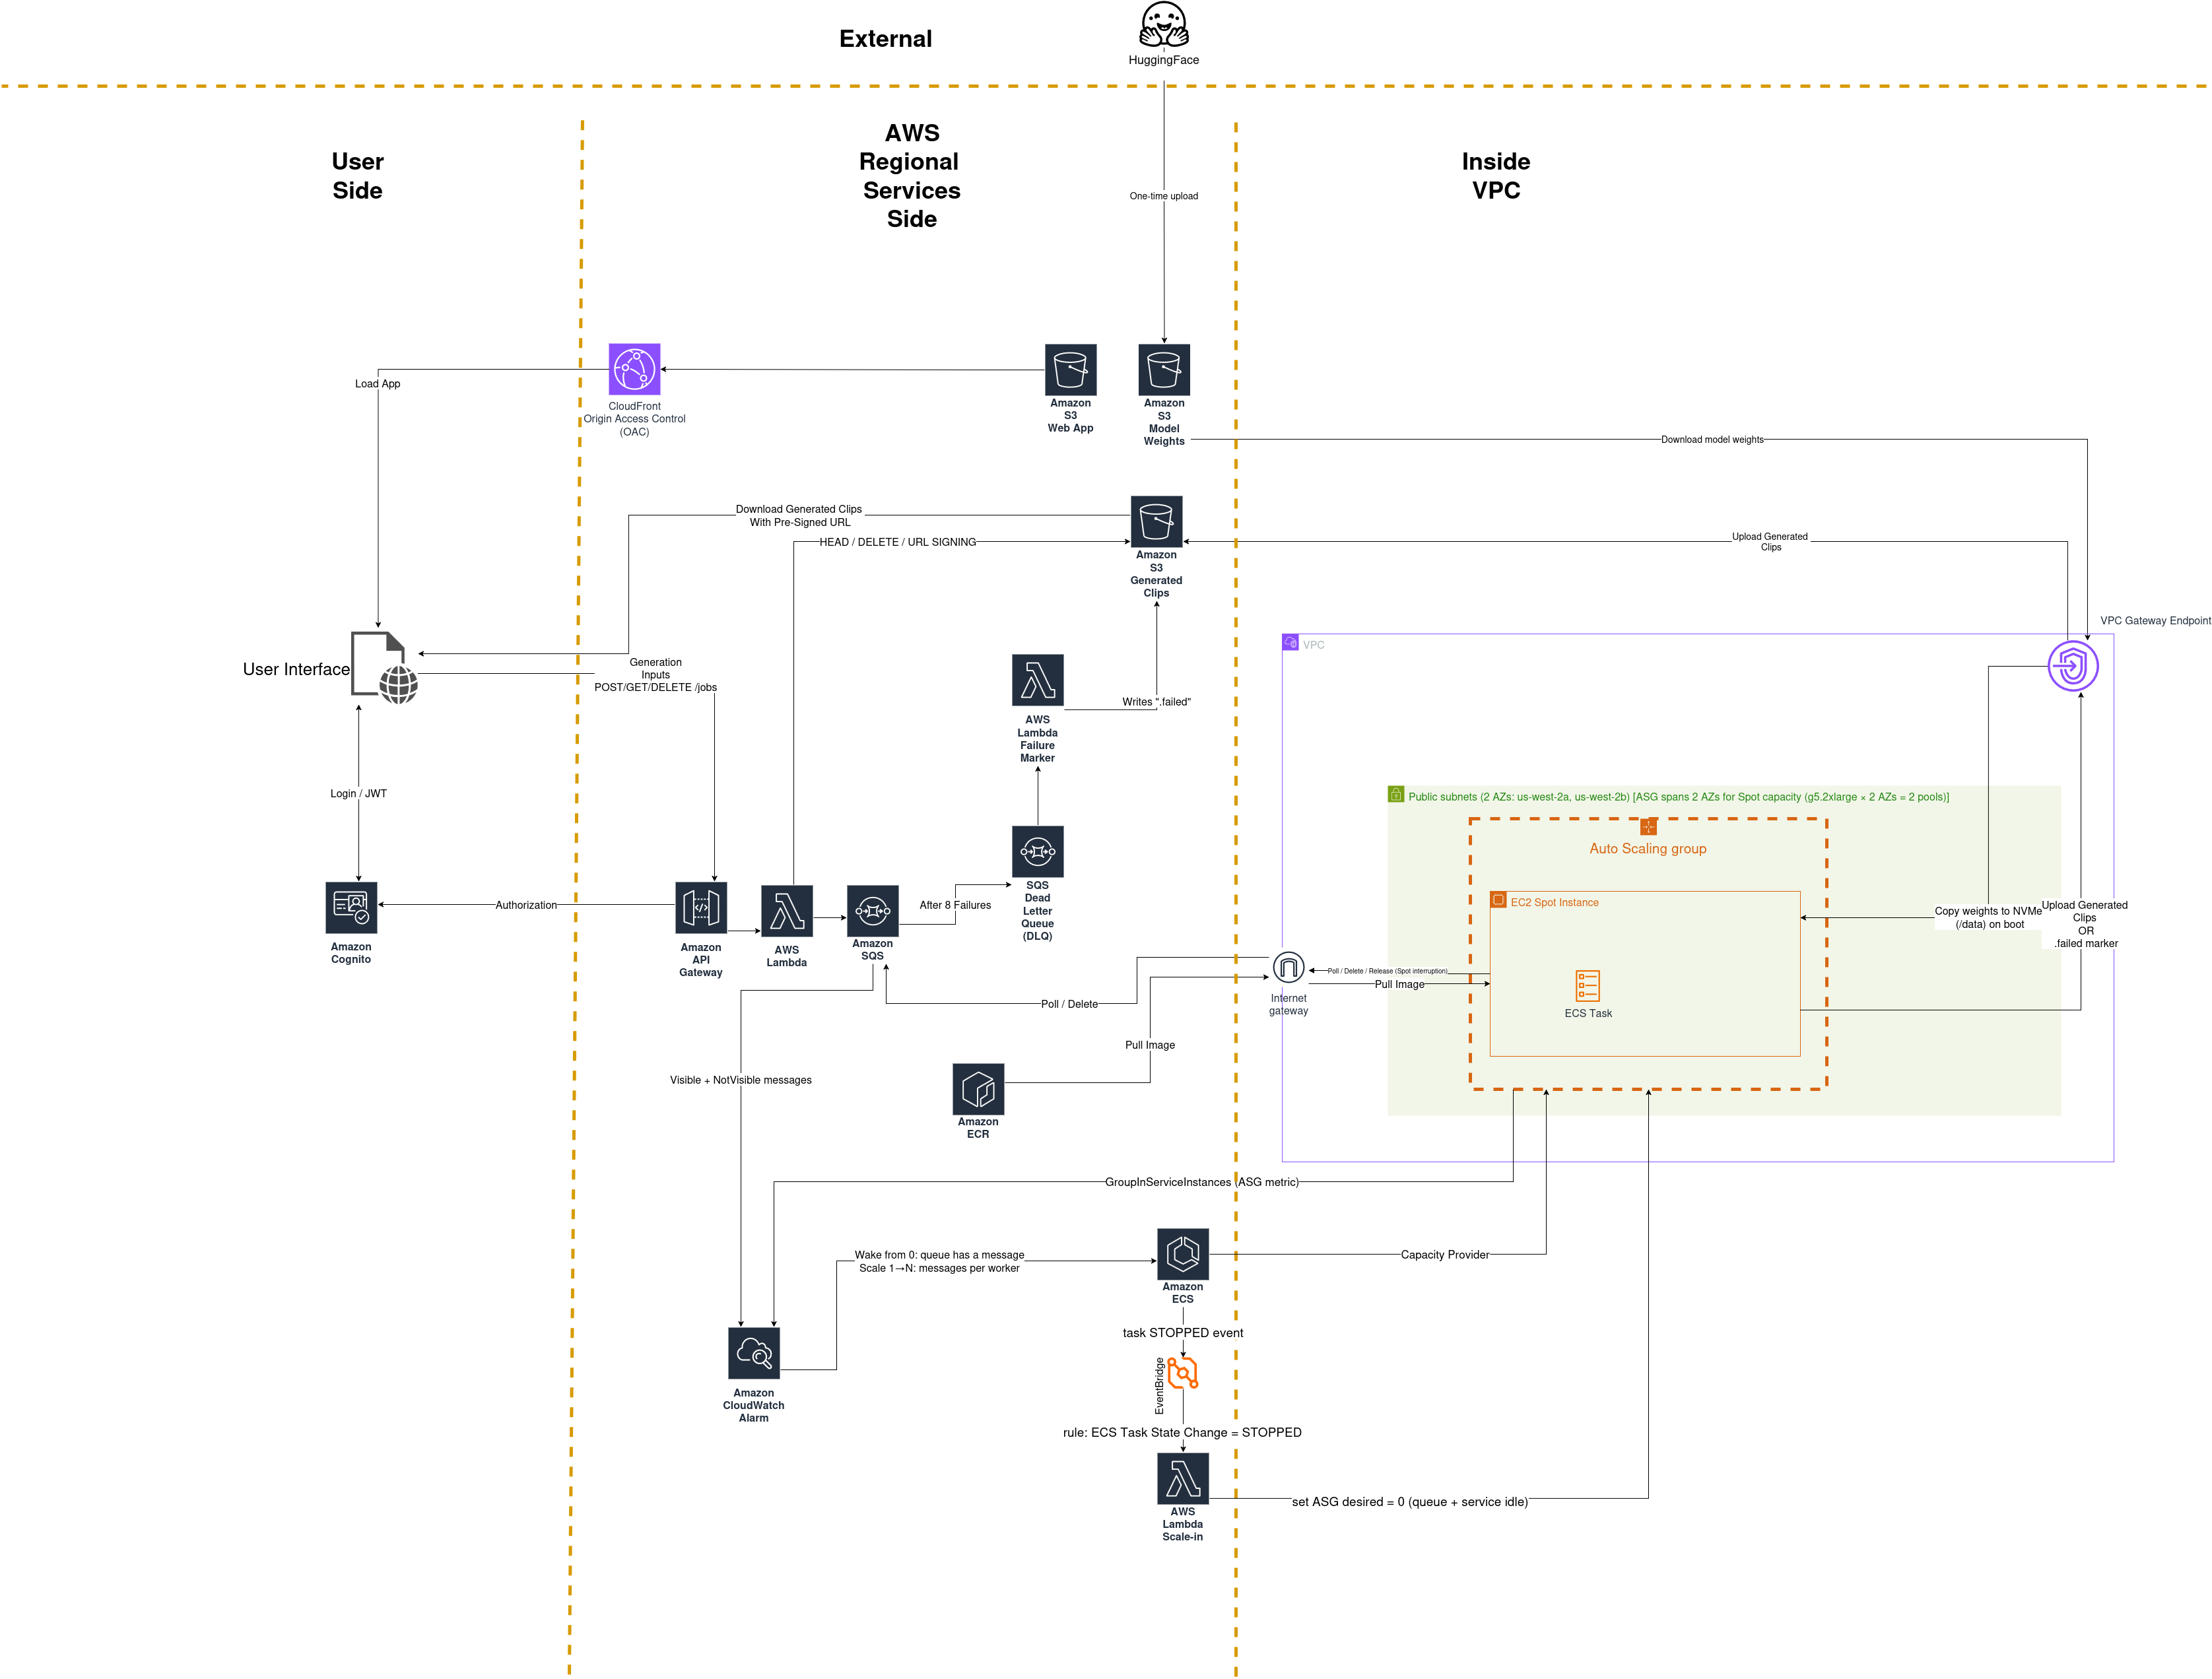 External
HuggingFace
User
Side
AWS
Regional
Services
Side
Inside
VPC
One-time upload
Load App
CloudFront
Origin Access Control
(OAC)
Amazon
S3
Web App
Amazon
S3
Model
Weights
Download model weights
Download Generated Clips
With Pre-Signed URL
HEAD / DELETE / URL SIGNING
Amazon
S3
Generated
Clips
Upload Generated
Clips
VPC Gateway Endpoint
VPC
User Interface
Generation
Inputs
POST/GET/DELETE /jobs
AWS
Lambda
Failure
Marker
Writes ".failed"
Login / JWT
Public subnets (2 AZs: us-west-2a, us-west-2b) [ASG spans 2 AZs for Spot capacity (g5.2xlarge × 2 AZs = 2 pools)]
Auto Scaling group
EC2 Spot Instance
Copy weights to NVMe
(/data) on boot
Upload Generated
Clips
OR
.failed marker
Authorization
Amazon
Cognito
Amazon
API
Gateway
AWS
Lambda
Amazon
SQS
After 8 Failures
SQS
Dead
Letter
Queue
(DLQ)
Poll / Delete
Internet
gateway
Poll / Delete / Release (Spot interruption)
Pull Image
ECS Task
Pull Image
Visible + NotVisible messages
Amazon
ECR
GroupInServiceInstances (ASG metric)
Wake from 0: queue has a message
Scale 1→N: messages per worker
Capacity Provider
Amazon
ECS
task STOPPED event
EventBridge
Amazon
CloudWatch
Alarm
rule: ECS Task State Change = STOPPED
set ASG desired = 0 (queue + service idle)
AWS
Lambda
Scale-in